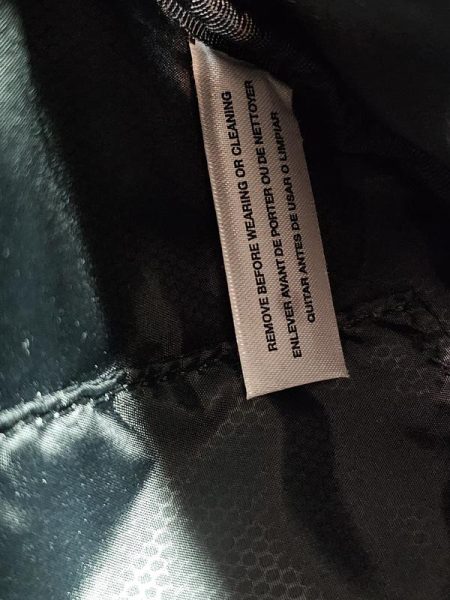 REMOVE BEFORE WEARING OR CLEANING
ENLEVER AVANT DE PORTER OU DE NETTOYER
QUITAR ANTES DE USAR O LIMPIAR